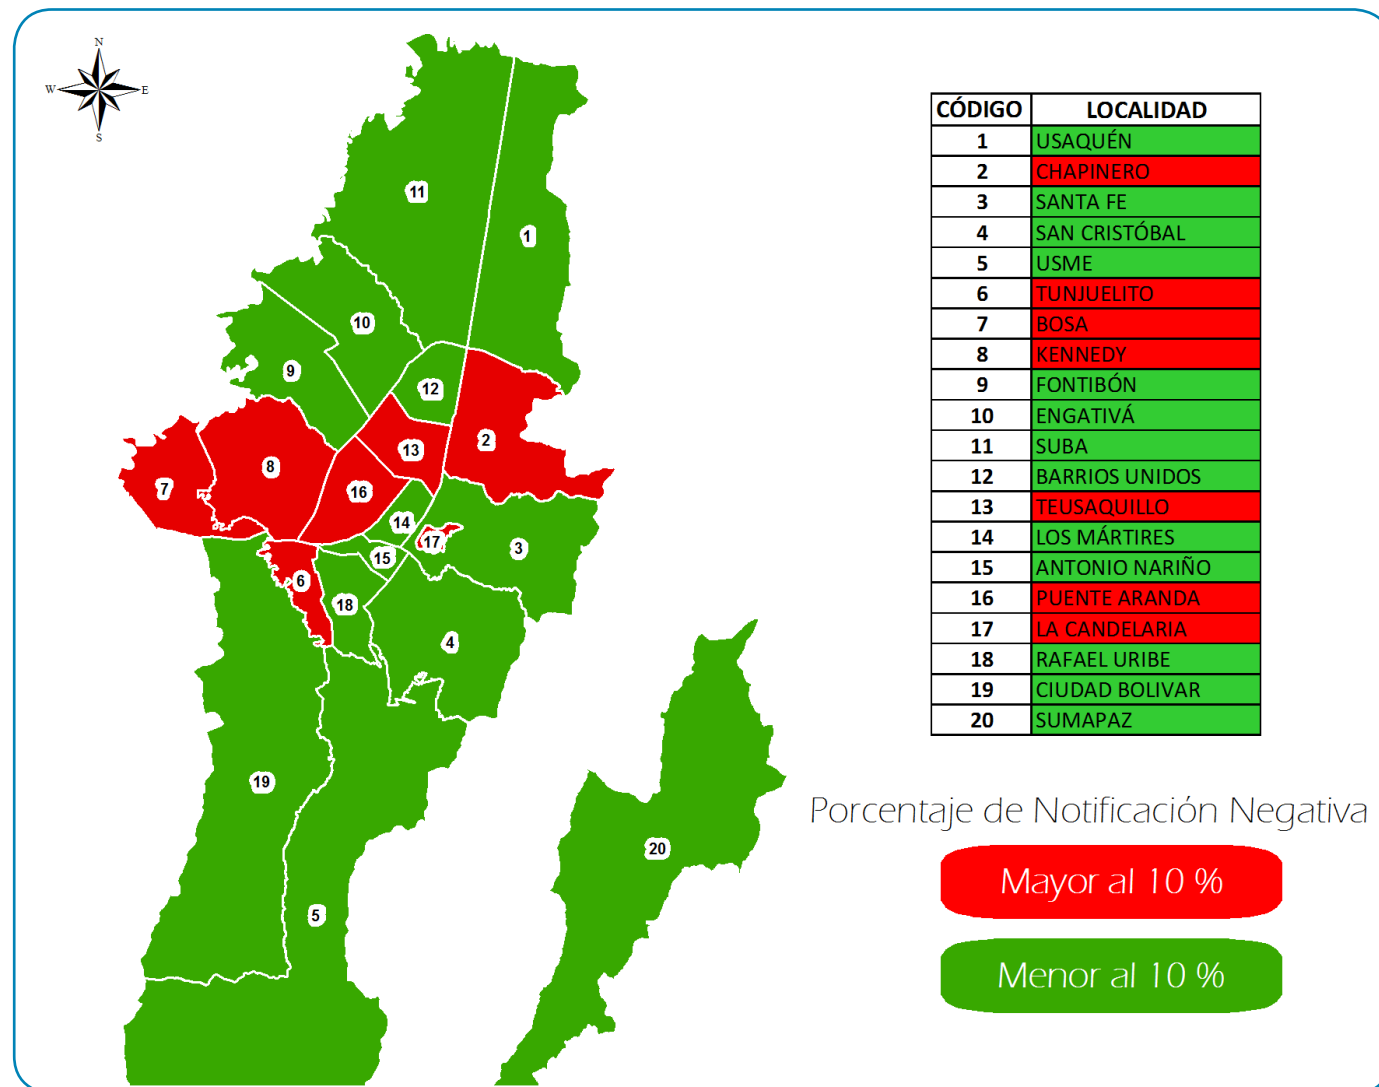 N
W E
S
11
1
10
9
12
2
13
8
7
16
14
17
3
15
6
18
4
19
20
5
CÓDIGO LOCALIDAD
1 USAQUÉN
2 CHAPINERO
3 SANTA FE
4 SAN CRISTÓBAL
5 USME
6 TUNJUELITO
7 BOSA
8 KENNEDY
9 FONTIBÓN
10 ENGATIVÁ
11 SUBA
12 BARRIOS UNIDOS
13 TEUSAQUILLO
14 LOS MÁRTIRES
15 ANTONIO NARIÑO
16 PUENTE ARANDA
17 LA CANDELARIA
18 RAFAEL URIBE
19 CIUDAD BOLIVAR
20 SUMAPAZ
Porcentaje de Notificación Negativa
Mayor al 10 %
Menor al 10 %